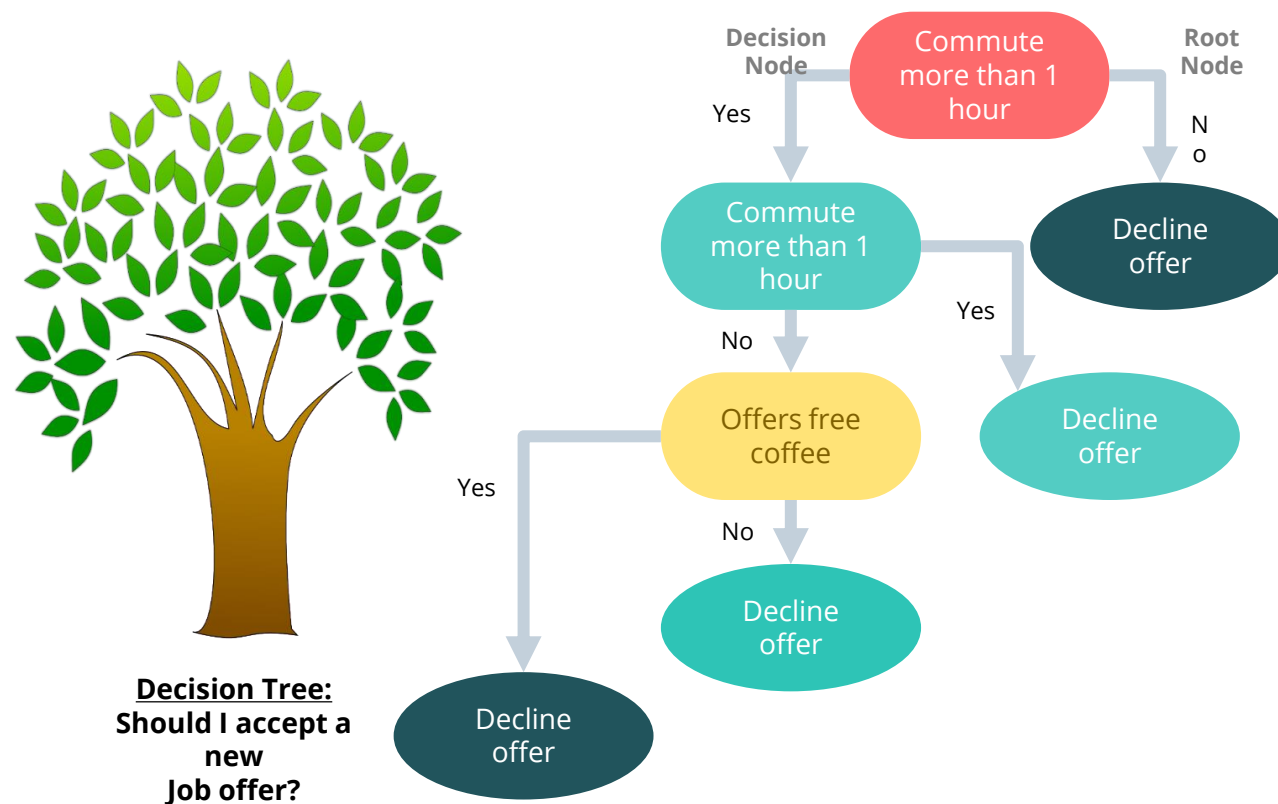 Decision
Node
Commute
more than 1
hour
Root
Node
Yes
N
o
Commute
more than 1
hour
Decline
offer
Yes
No
Offers free
coffee
Decline
offer
Yes
No
Decline
offer
Decline
offer
Decision Tree:
Should I accept a
new
Job offer?